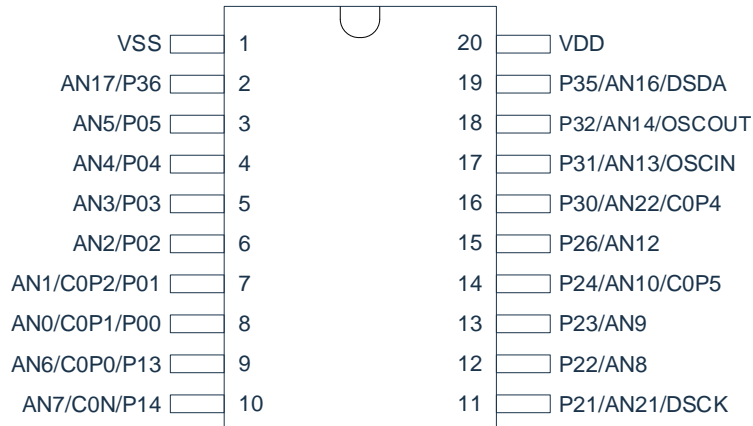 VSS 1 20 VDD
AN17/P36 2 19 P35/AN16/DSDA
AN5/P05 3 18 P32/AN14/OSCOUT
AN4/P04 4 17 P31/AN13/OSCIN
AN3/P03 5 16 P30/AN22/C0P4
AN2/P02 6 15 P26/AN12
AN1/C0P2/P01 7 14 P24/AN10/C0P5
AN0/C0P1/P00 8 13 P23/AN9
AN6/C0P0/P13 9 12 P22/AN8
AN7/C0N/P14 10 11 P21/AN21/DSCK